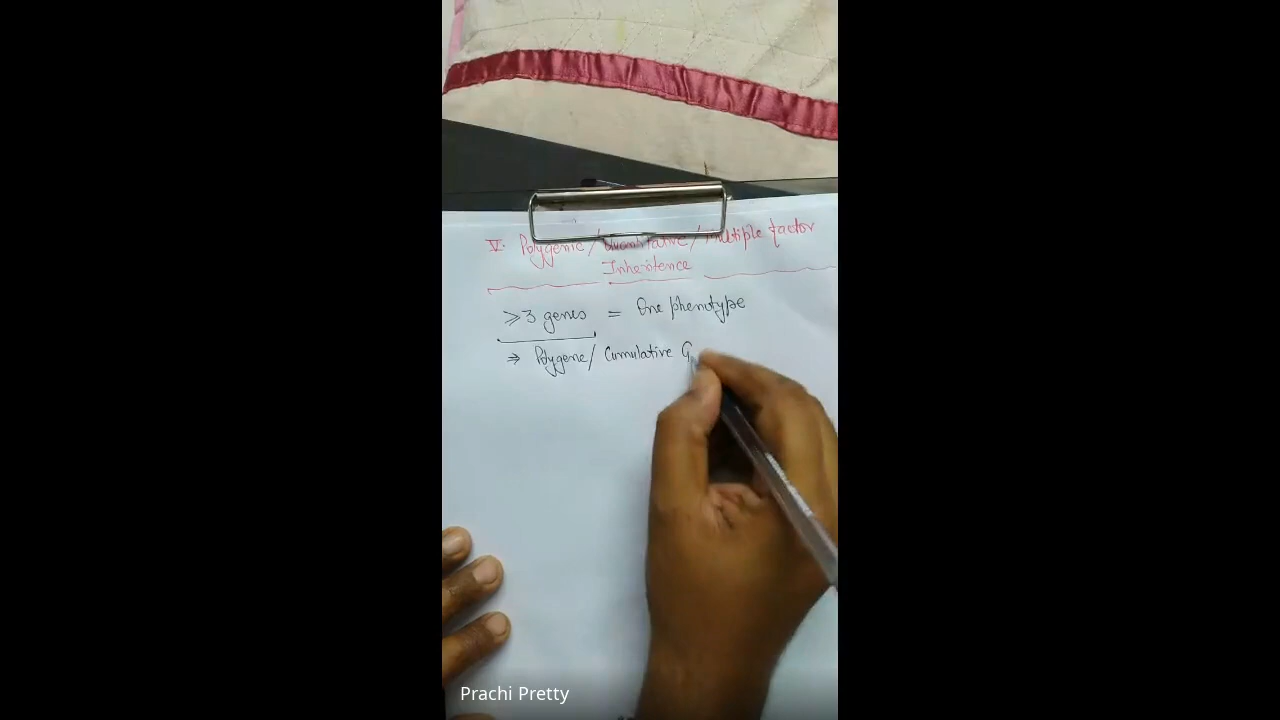 V. Polygenic / Quantitative / Multiple factor
Inheritence
≥3 genes = One phenotype
⇒ Polygene / Cumulative G
Prachi Pretty